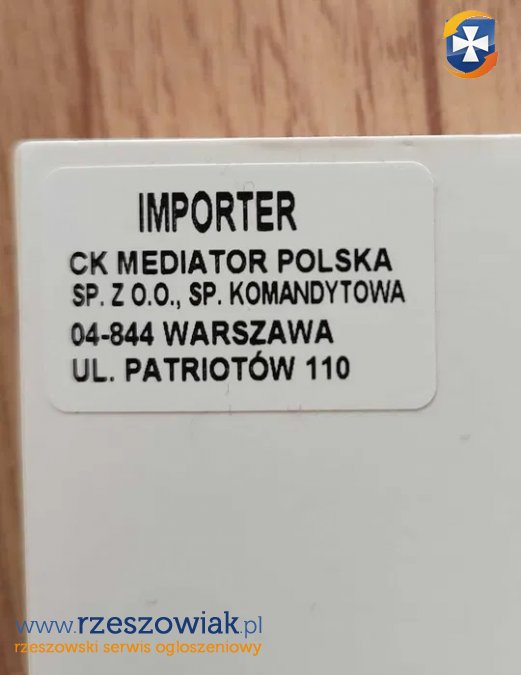 IMPORTER
CK MEDIATOR POLSKA
SP. Z O.O., SP. KOMANDYTOWA
04-844 WARSZAWA
UL. PATRIOTÓW 110
www.rzeszowiak.pl
rzeszowski serwis ogłoszeniowy